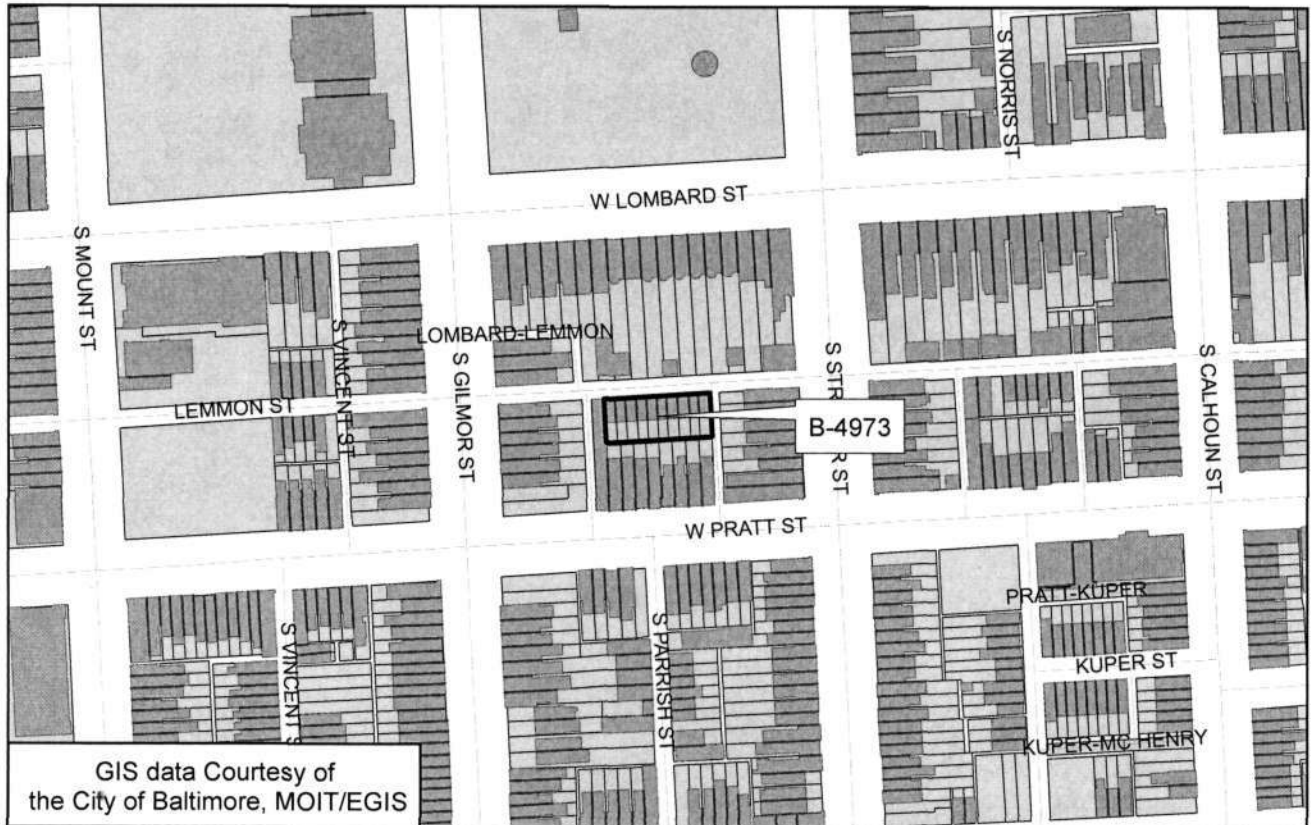 S NORRIS ST
W LOMBARD ST
S MOUNT ST
LOMBARD-LEMMON
S VINCENT ST
S GILMOR ST
S CALHOUN ST
LEMMON ST
B-4973
W PRATT ST
PRATT-KUPER
S PARRISH ST
S VINCENT S
KUPER ST
KUPER-MC HENRY
GIS data Courtesy of
the City of Baltimore, MOIT/EGIS